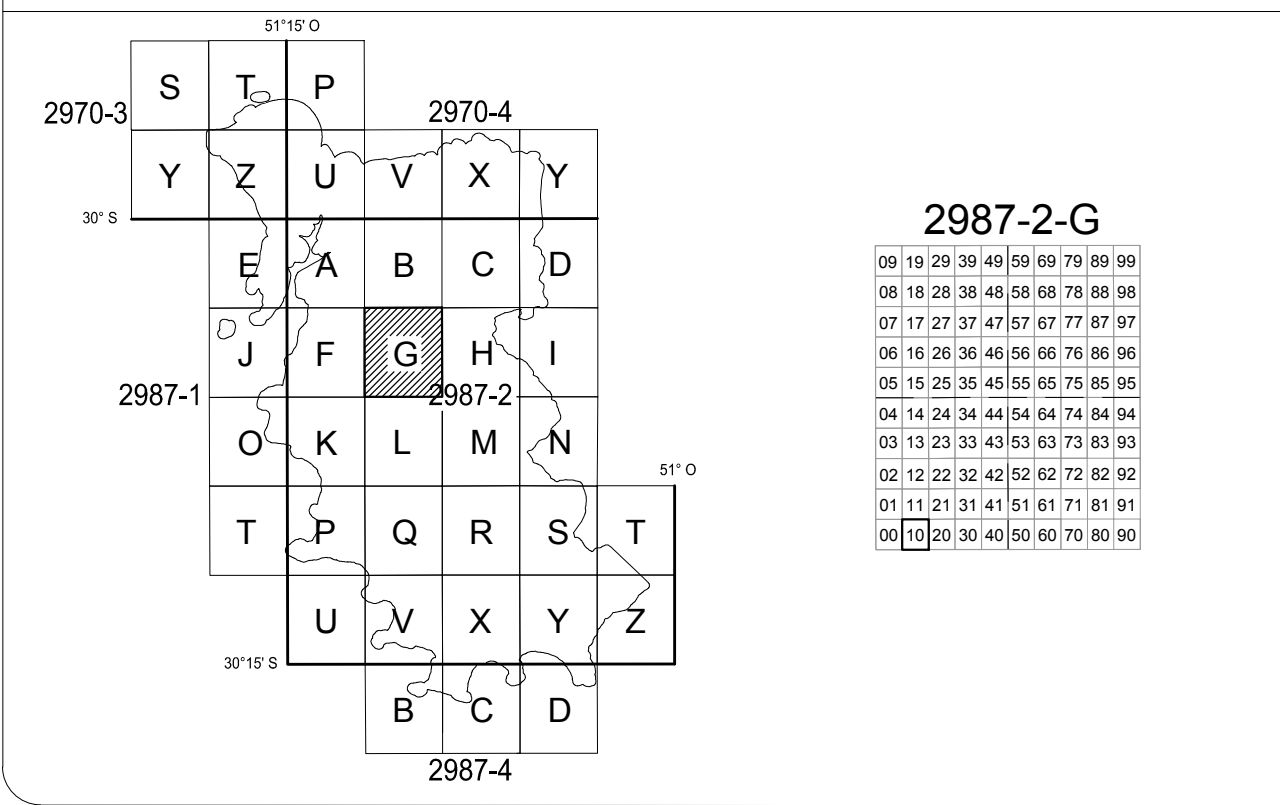 51°15' O
S T P
2970-3 2970-4
Y Z U V X Y
30° S
E A B C D
J F G H I
2987-1 2987-2
O K L M N
51° O
T P Q R S T
U V X Y Z
30°15' S
B C D
2987-4
2987-2-G
09 19 29 39 49 59 69 79 89 99
08 18 28 38 48 58 68 78 88 98
07 17 27 37 47 57 67 77 87 97
06 16 26 36 46 56 66 76 86 96
05 15 25 35 45 55 65 75 85 95
04 14 24 34 44 54 64 74 84 94
03 13 23 33 43 53 63 73 83 93
02 12 22 32 42 52 62 72 82 92
01 11 21 31 41 51 61 71 81 91
00 10 20 30 40 50 60 70 80 90